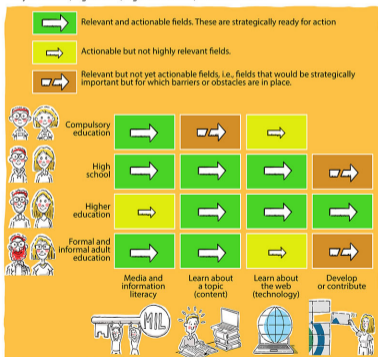 Relevant and actionable fields. These are strategically ready for action
Actionable but not highly relevant fields.
Relevant but not yet actionable fields, i.e., fields that would be strategically
important but for which barriers or obstacles are in place.
Compulsory
education
High
school
Higher
education
Formal and
informal adult
education
Media and
information
literacy
Learn about
a topic
(content)
Learn about
the web
(technology)
Develop
or contribute
MIL